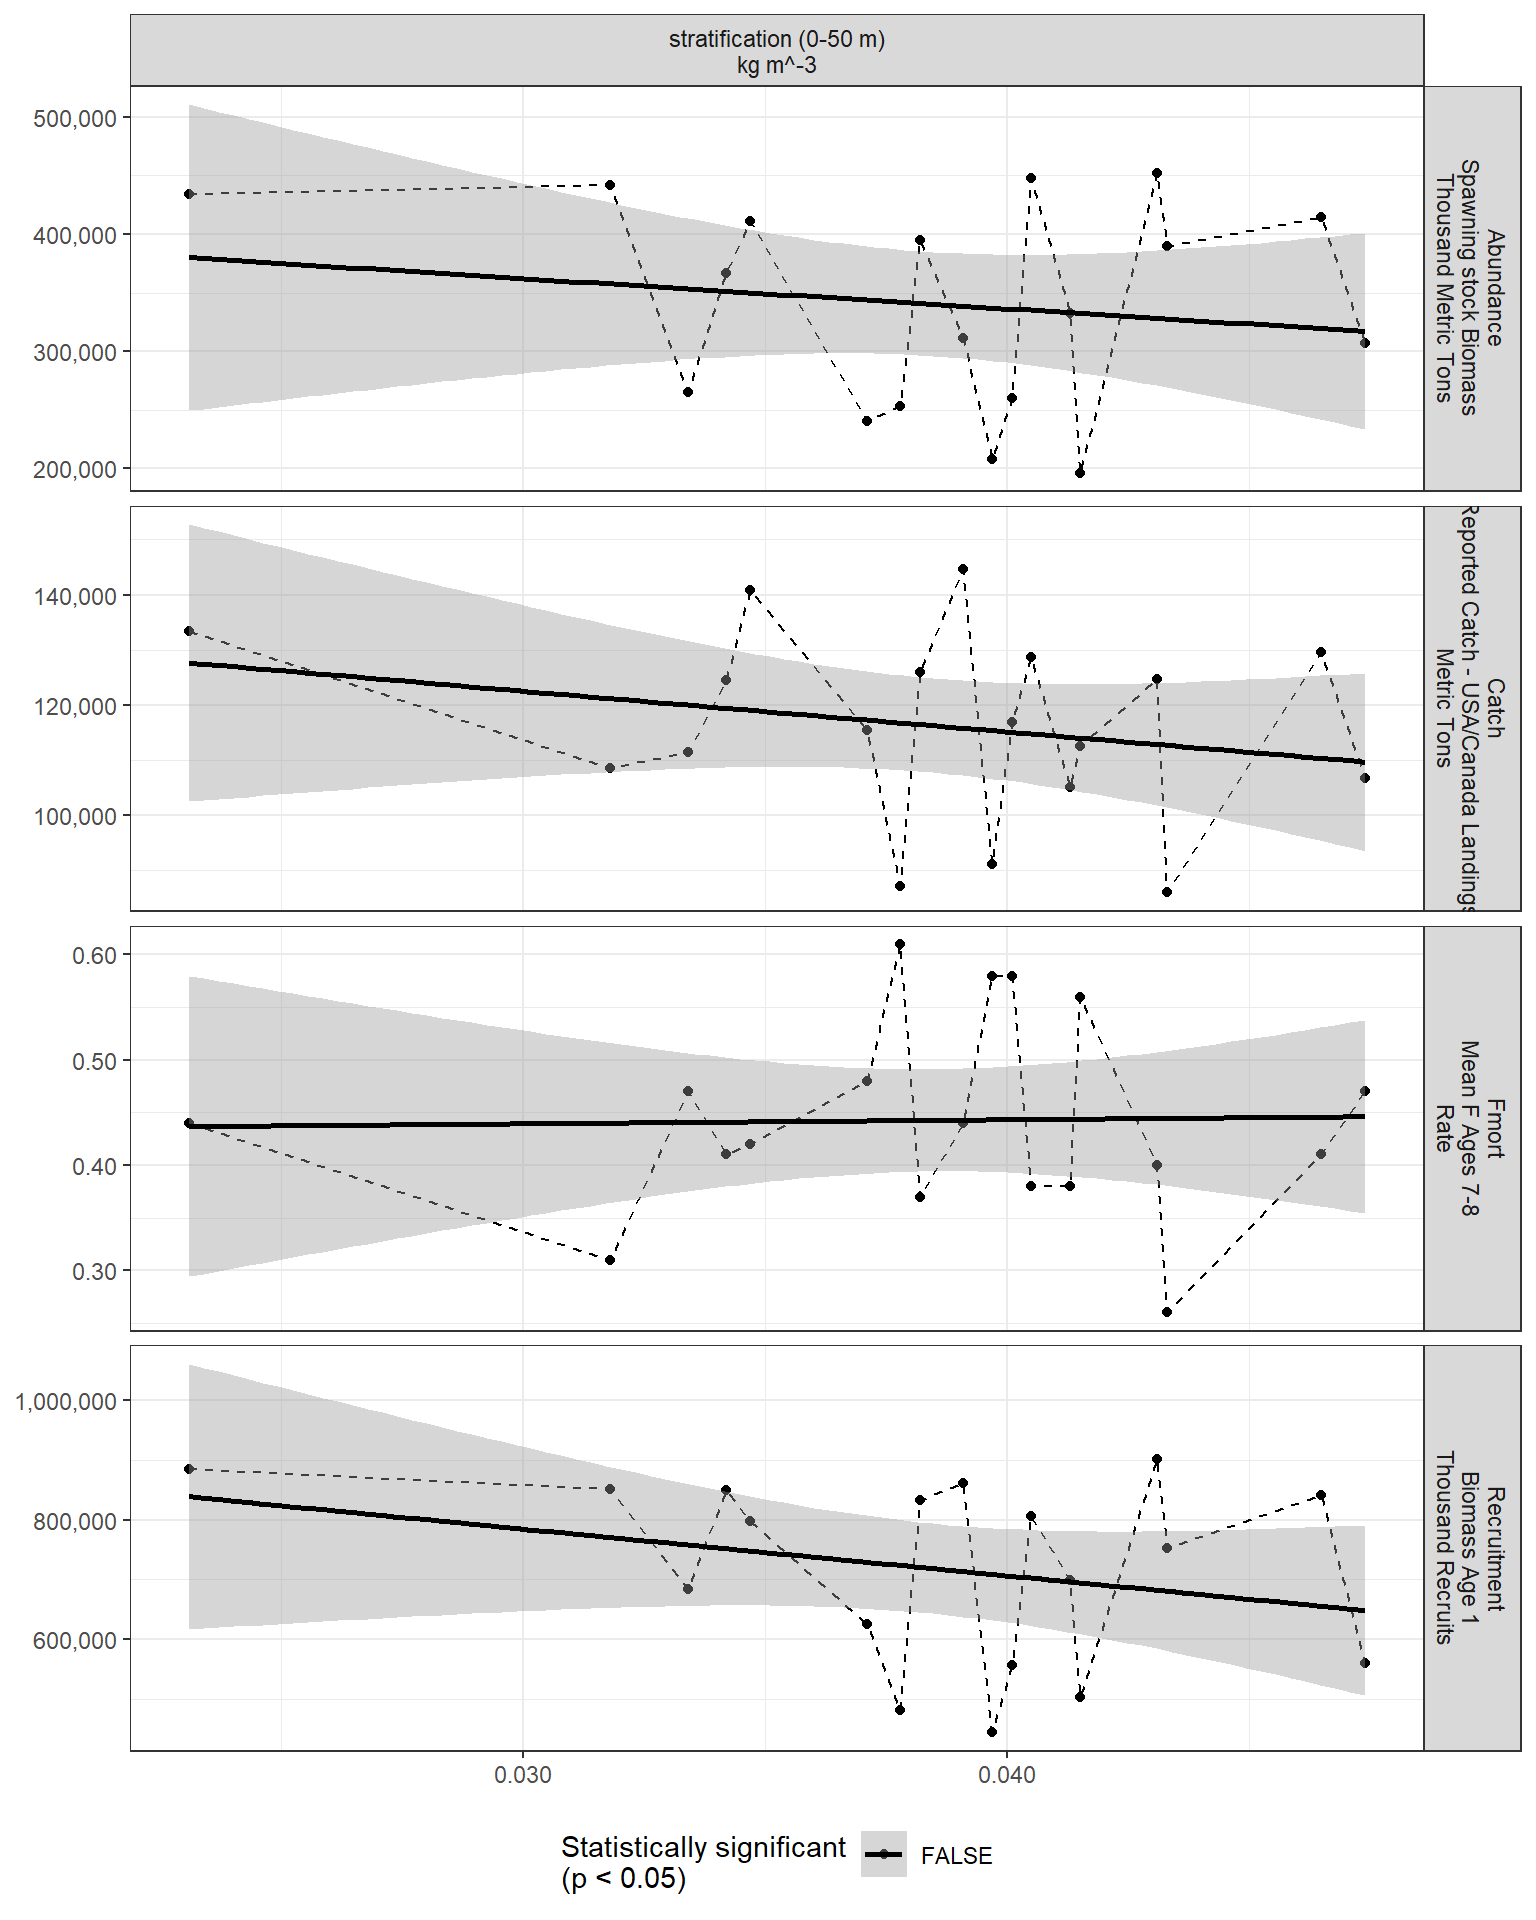 stratification (0-50 m)
kg m^-3
500,000
400,000
300,000
200,000
Abundance
Spawning stock Biomass
Thousand Metric Tons
140,000
120,000
100,000
Catch
Reported Catch - USA/Canada Landings
Metric Tons
0.60
0.50
0.40
0.30
Fmort
Mean F Ages 7-8
Rate
1,000,000
800,000
600,000
Recruitment
Biomass Age 1
Thousand Recruits
0.030
0.040
Statistically significant
(p < 0.05)
FALSE